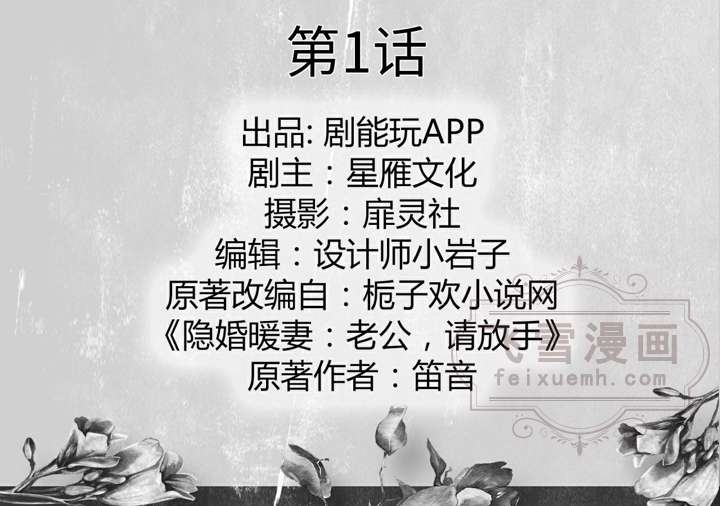 第1话
出品: 剧能玩APP
剧主：星雁文化
摄影：扉灵社
编辑：设计师小岩子
原著改编自：栀子欢小说网
《隐婚暖妻：老公，请放手》
原著作者：笛音
飞雪漫画
feixuemh.com